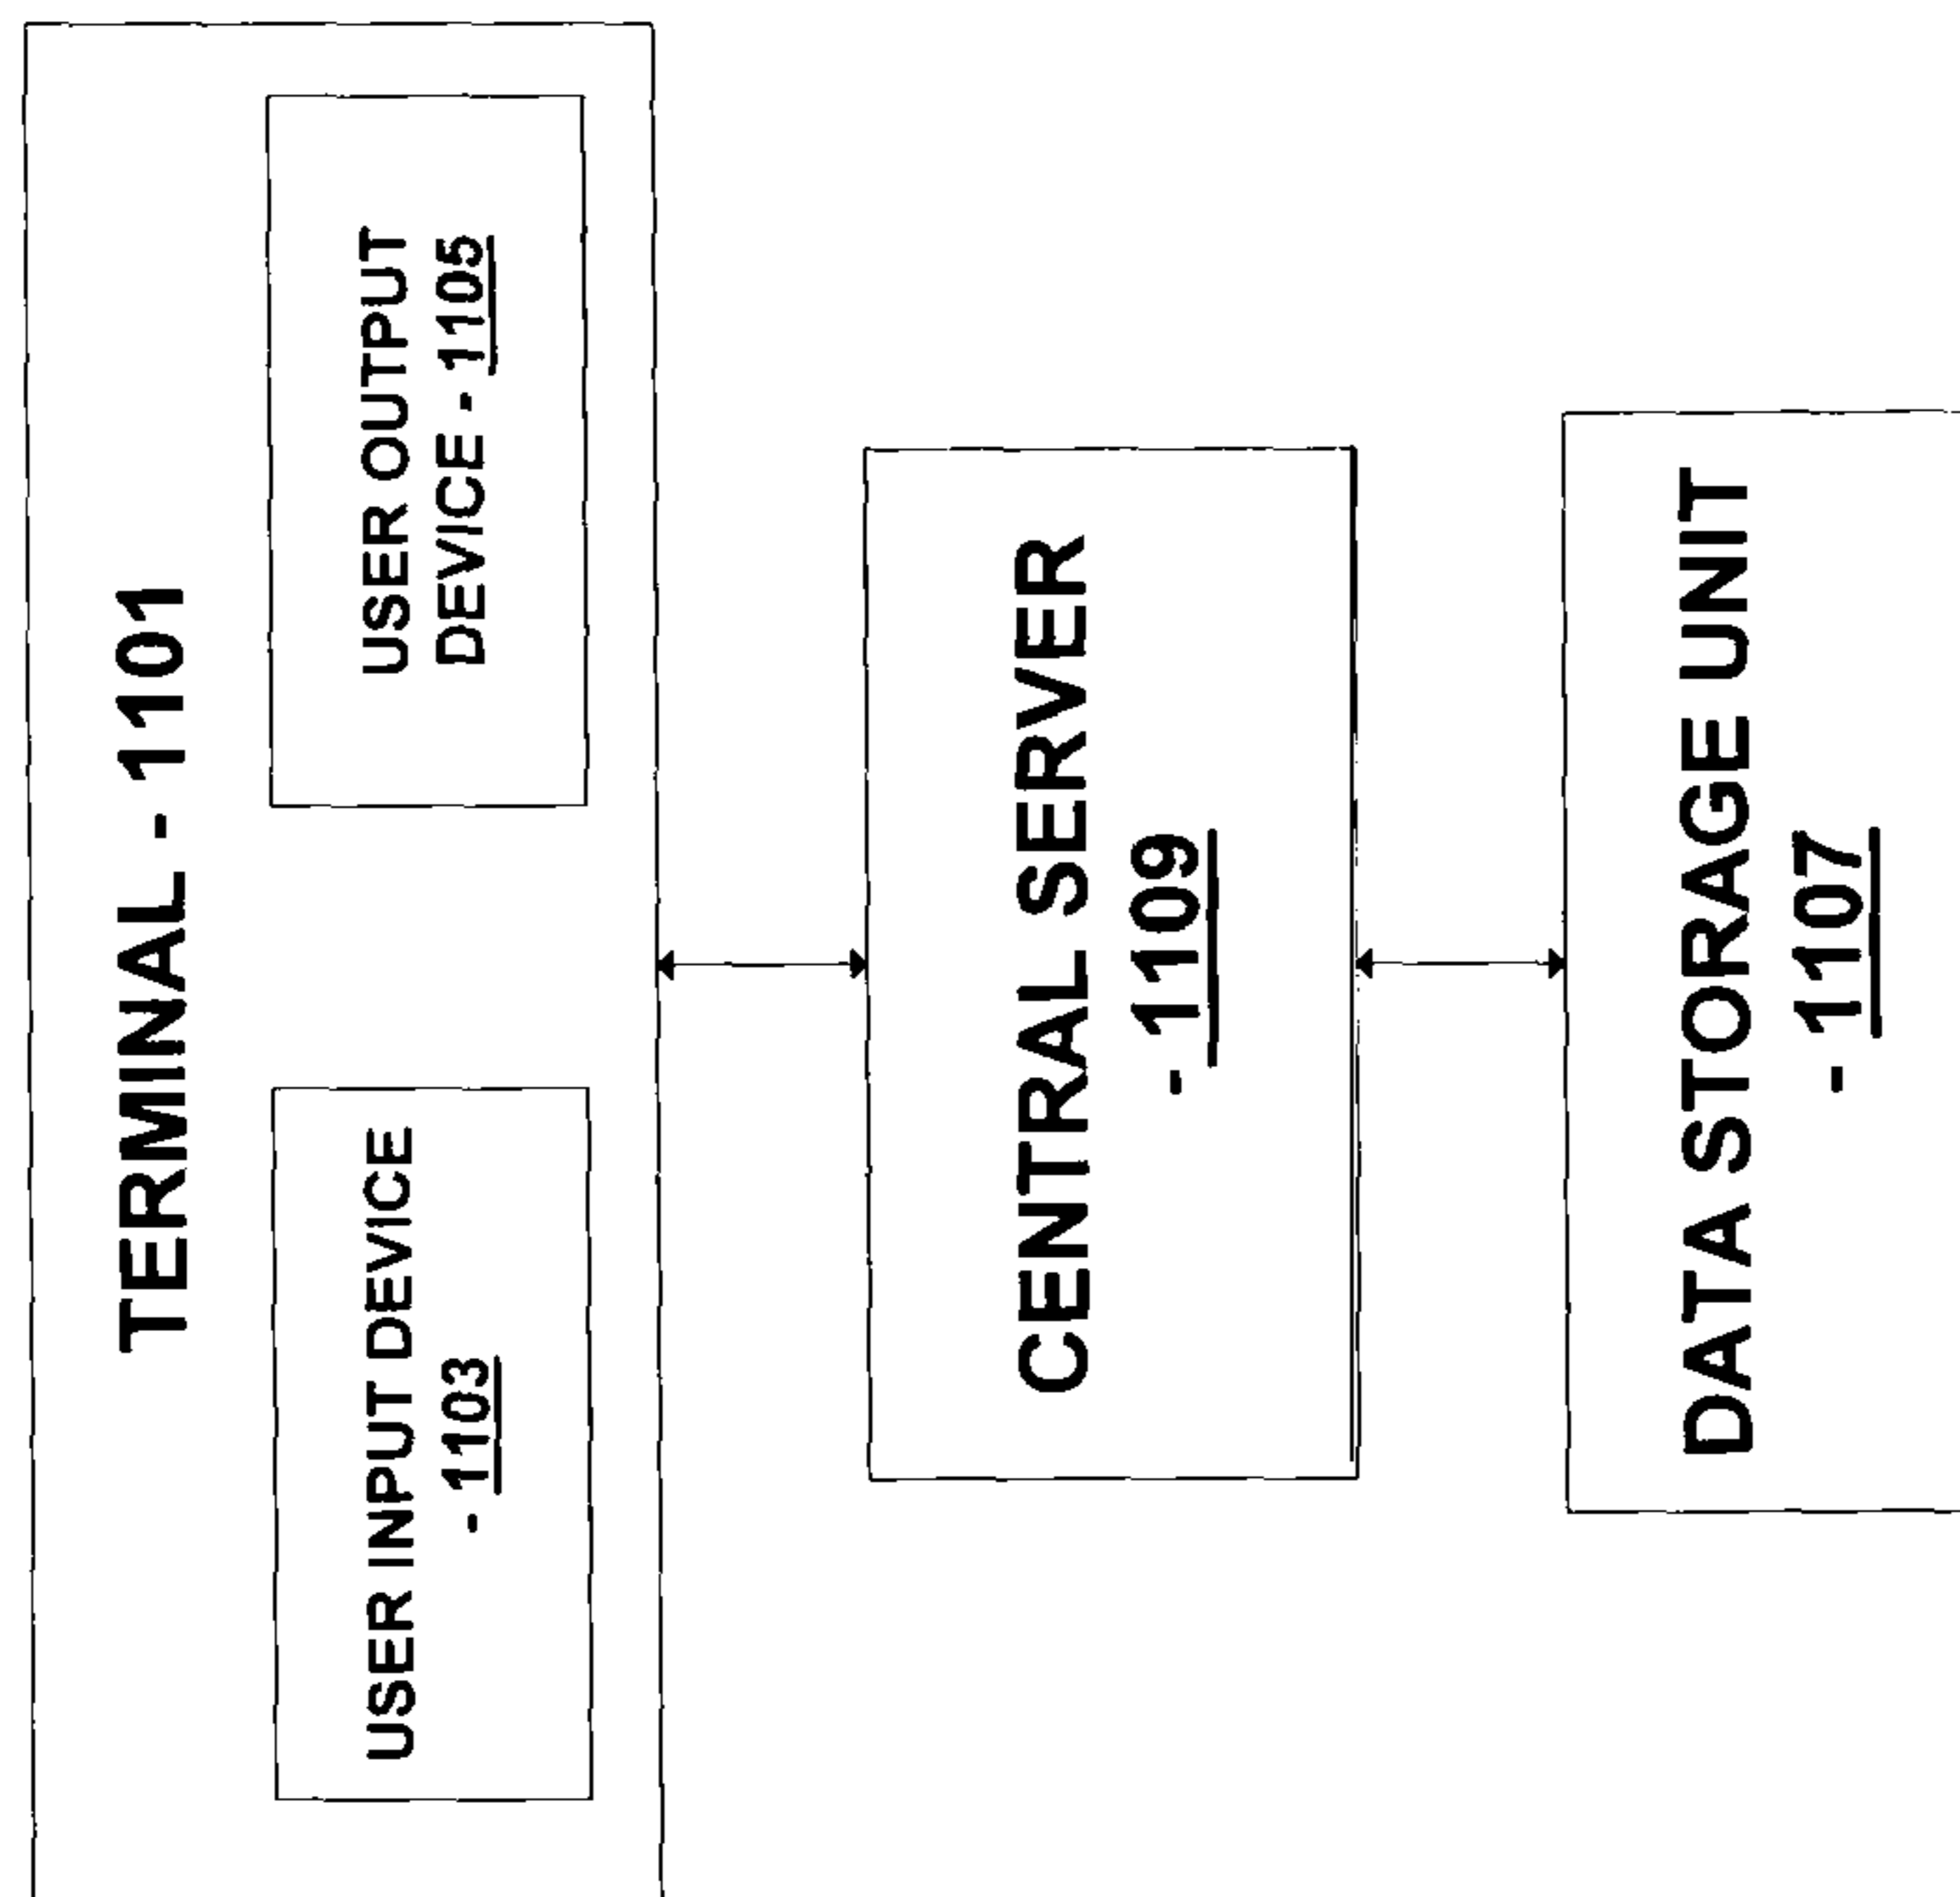 TERMINAL - 1101
USER INPUT DEVICE
- 1103
USER OUTPUT
DEVICE - 1105
CENTRAL SERVER
- 1109
DATA STORAGE UNIT
- 1107